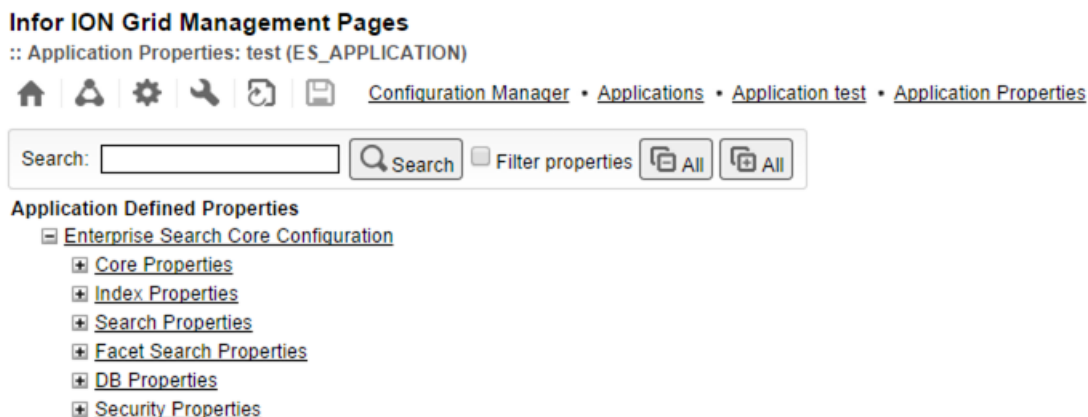 Infor ION Grid Management Pages
:: Application Properties: test (ES_APPLICATION)
Configuration Manager • Applications • Application test • Application Properties
Search: Search Filter properties All All
Application Defined Properties
Enterprise Search Core Configuration
Core Properties
Index Properties
Search Properties
Facet Search Properties
DB Properties
Security Properties